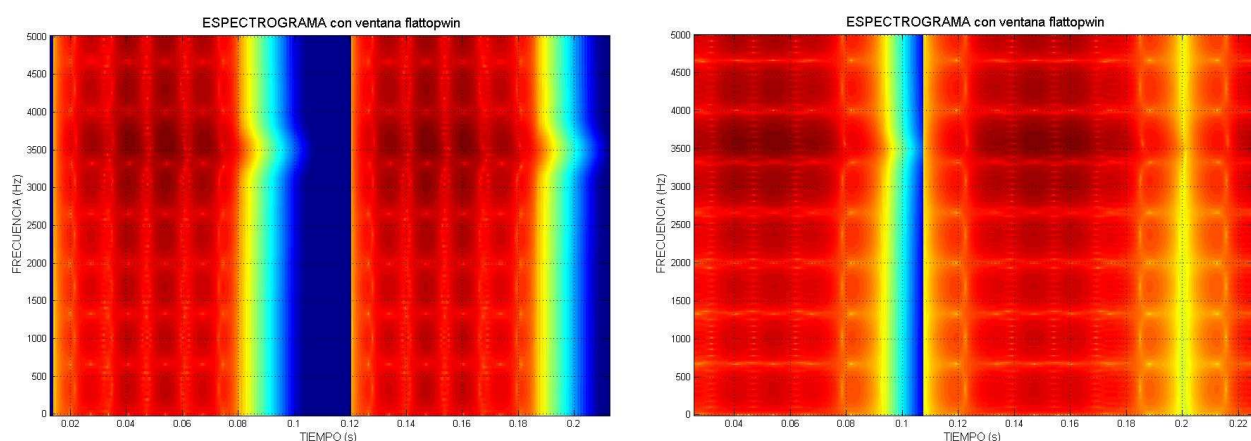 ESPECTROGRAMA con ventana flattopwin
5000
4500
4000
3500
3000
2500
2000
1500
1000
500
0
FRECUENCIA (Hz)
0.02 0.04 0.06 0.08 0.1 0.12 0.14 0.16 0.18 0.2
TIEMPO (s)
ESPECTROGRAMA con ventana flattopwin
5000
4500
4000
3500
3000
2500
2000
1500
1000
500
0
FRECUENCIA (Hz)
0.04 0.06 0.08 0.1 0.12 0.14 0.16 0.18 0.2 0.22
TIEMPO (s)